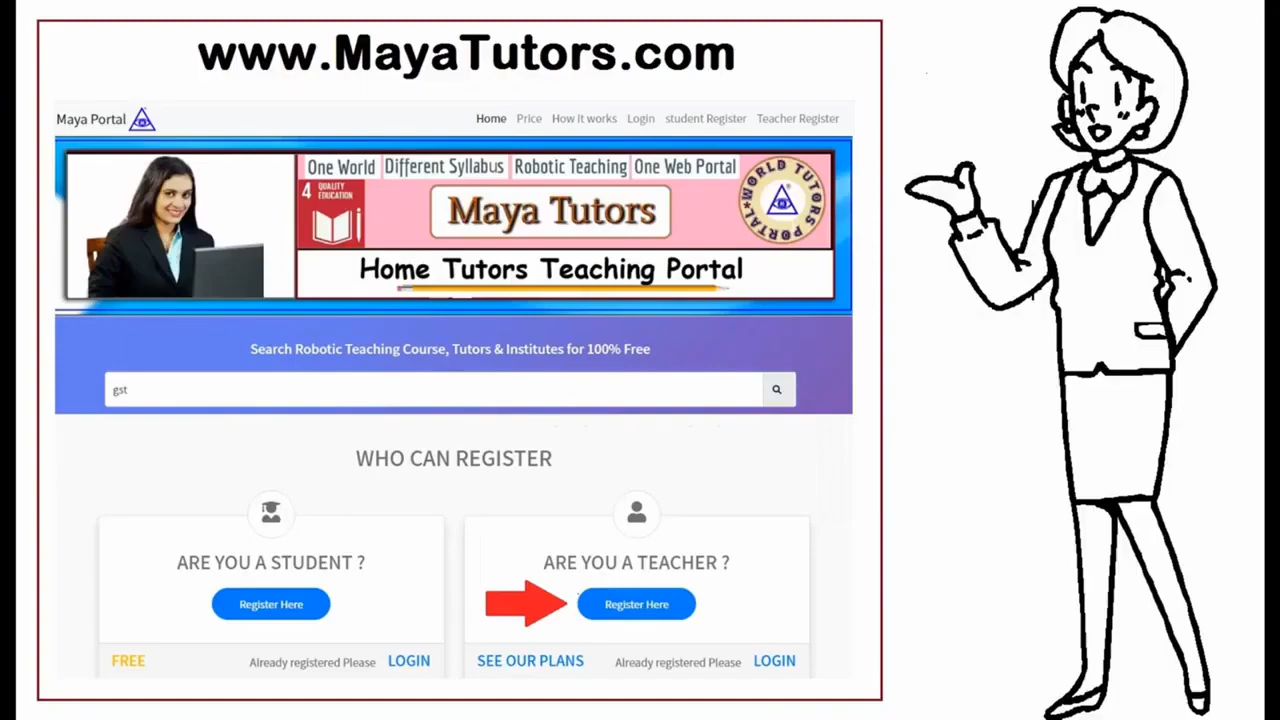 www.MayaTutors.com
Maya Portal
Home Price How it works Login student Register Teacher Register
One World Different Syllabus Robotic Teaching One Web Portal
4 QUALITY
EDUCATION
Maya Tutors
WORLD TUTORS PORTAL
Home Tutors Teaching Portal
Search Robotic Teaching Course, Tutors & Institutes for 100% Free
gst
WHO CAN REGISTER
ARE YOU A STUDENT ?
Register Here
FREE Already registered Please LOGIN
ARE YOU A TEACHER ?
Register Here
SEE OUR PLANS Already registered Please LOGIN